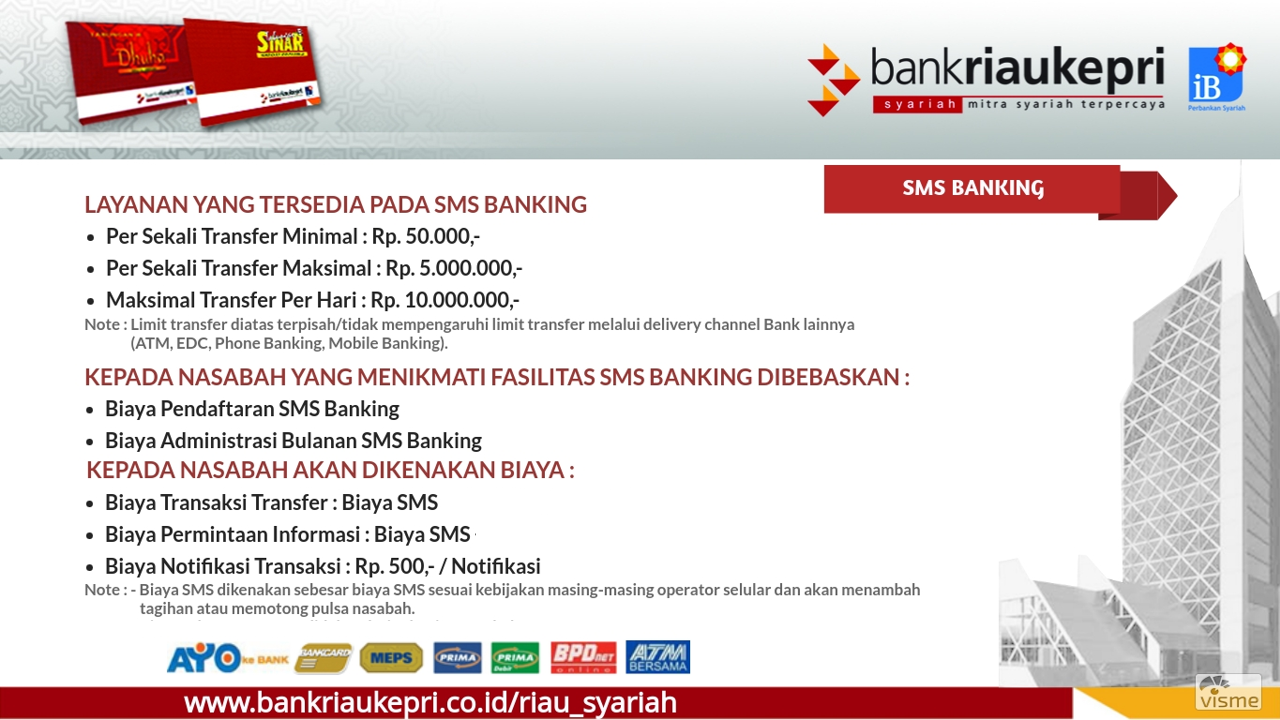 TABUNGAN iB
Dhuha
SINAR
bankriaukepri
bankriaukepri
bankriaukepri
syariah mitra syariah terpercaya
iB
Perbankan Syariah
SMS BANKING
LAYANAN YANG TERSEDIA PADA SMS BANKING
• Per Sekali Transfer Minimal : Rp. 50.000,-
• Per Sekali Transfer Maksimal : Rp. 5.000.000,-
• Maksimal Transfer Per Hari : Rp. 10.000.000,-
Note : Limit transfer diatas terpisah/tidak mempengaruhi limit transfer melalui delivery channel Bank lainnya
(ATM, EDC, Phone Banking, Mobile Banking).
KEPADA NASABAH YANG MENIKMATI FASILITAS SMS BANKING DIBEBASKAN :
• Biaya Pendaftaran SMS Banking
• Biaya Administrasi Bulanan SMS Banking
KEPADA NASABAH AKAN DIKENAKAN BIAYA :
• Biaya Transaksi Transfer : Biaya SMS
• Biaya Permintaan Informasi : Biaya SMS
• Biaya Notifikasi Transaksi : Rp. 500,- / Notifikasi
Note : - Biaya SMS dikenakan sebesar biaya SMS sesuai kebijakan masing-masing operator selular dan akan menambah
tagihan atau memotong pulsa nasabah.
AYO ke BANK BANKCARD MEPS PRIMA PRIMA Debit BPDnet online ATM BERSAMA
www.bankriaukepri.co.id/riau_syariah
visme